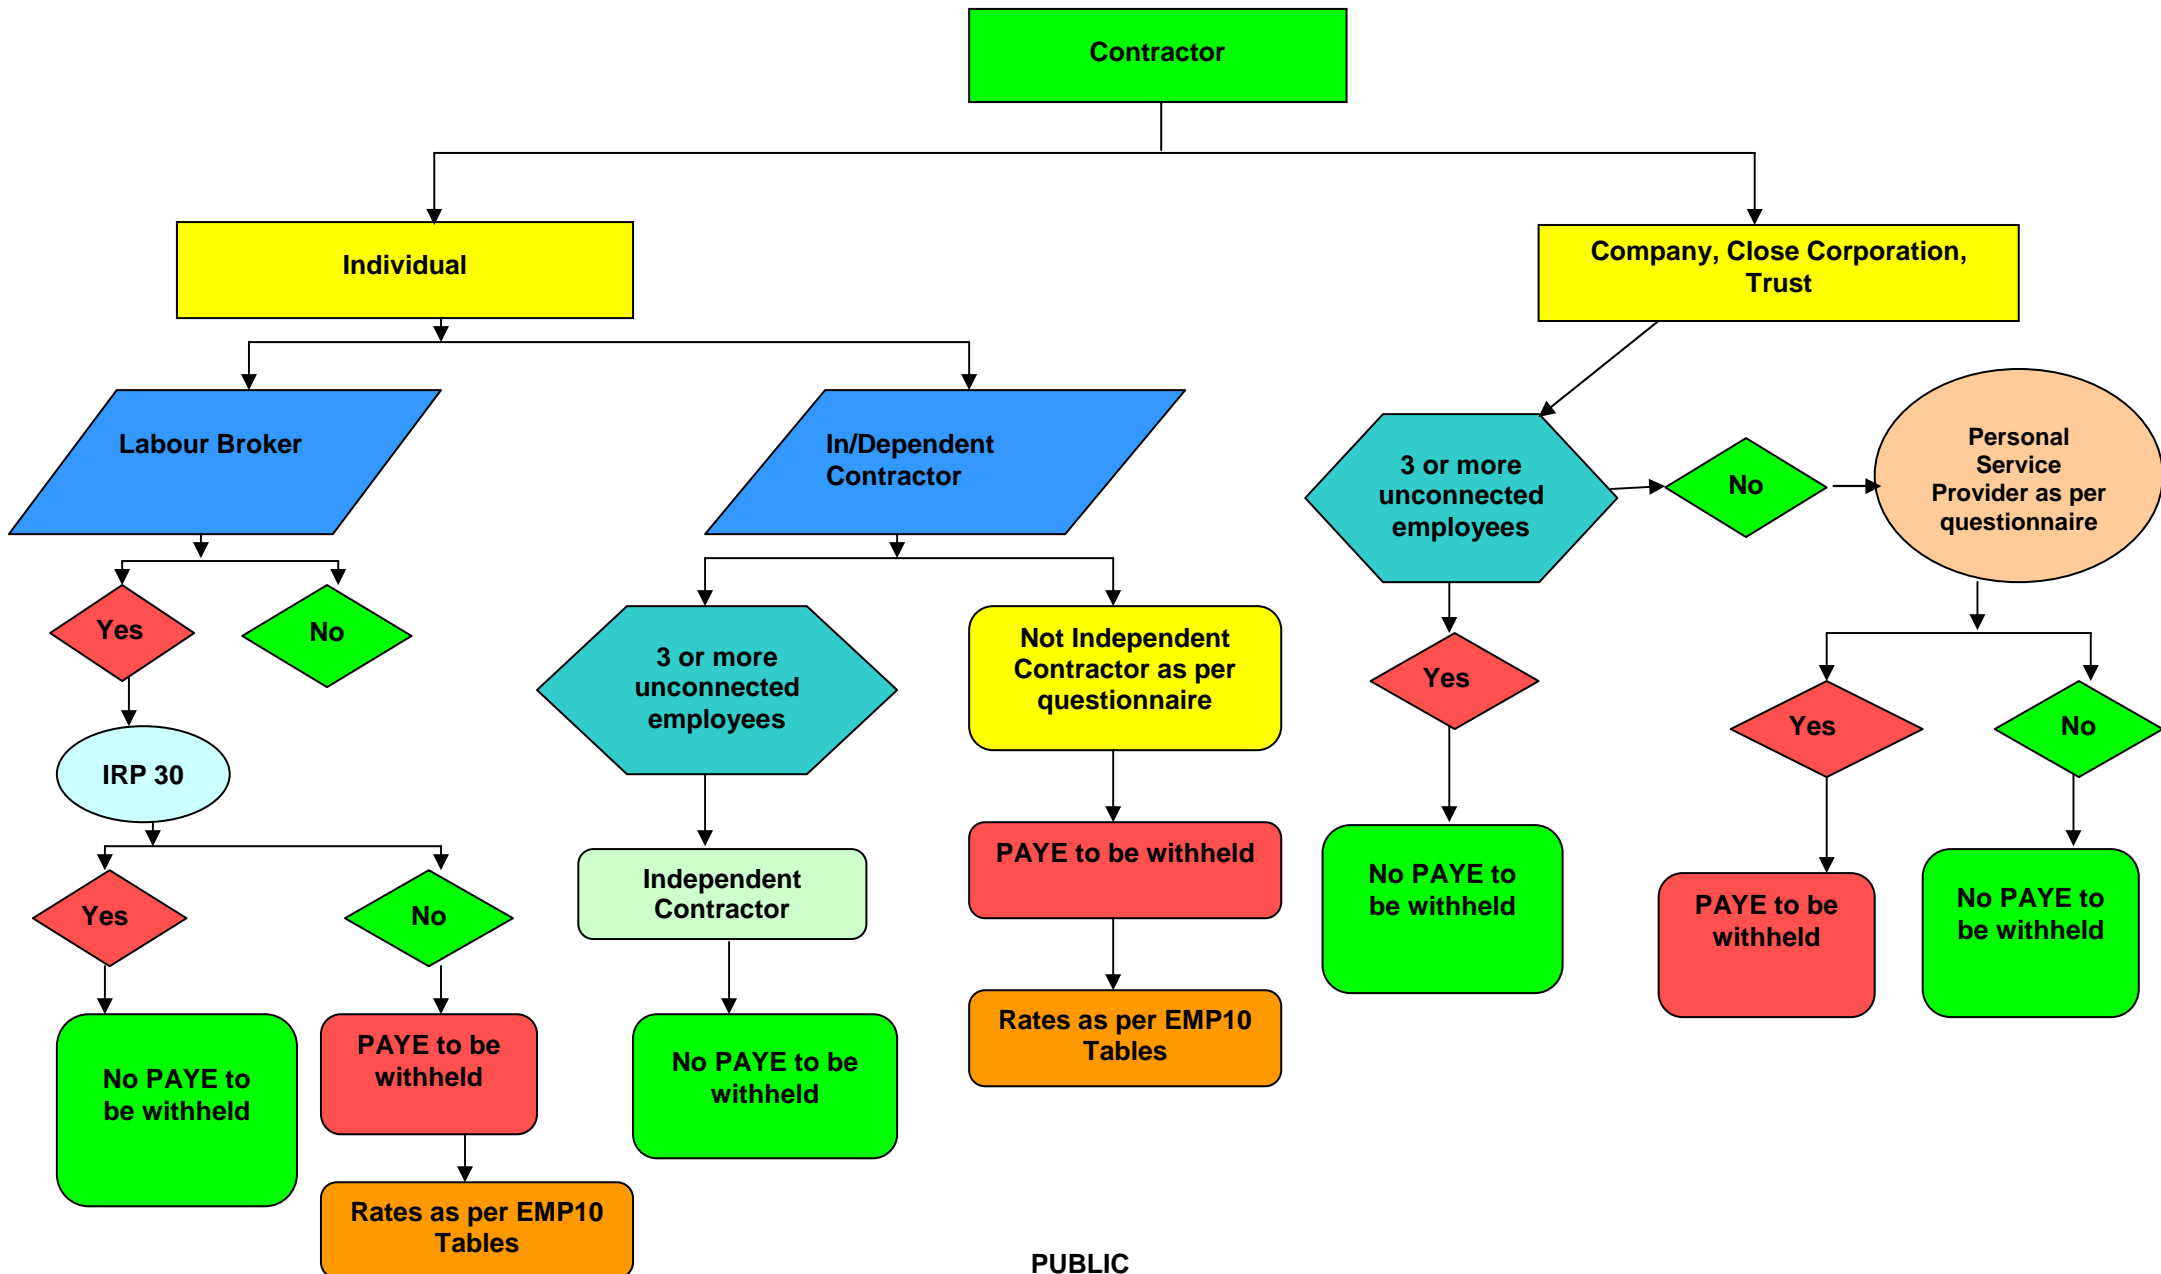 Contractor
Individual
Company, Close Corporation,
Trust
Labour Broker
In/Dependent
Contractor
3 or more
unconnected
employees
No
Personal
Service
Provider as per
questionnaire
Yes
No
3 or more
unconnected
employees
Not Independent
Contractor as per
questionnaire
Yes
Yes
No
IRP 30
PAYE to be withheld
Independent
Contractor
No PAYE to
be withheld
PAYE to be
withheld
No PAYE to
be withheld
Yes
No
No PAYE to
be withheld
PAYE to be
withheld
No PAYE to be
withheld
Rates as per EMP10
Tables
Rates as per EMP10
Tables
PUBLIC